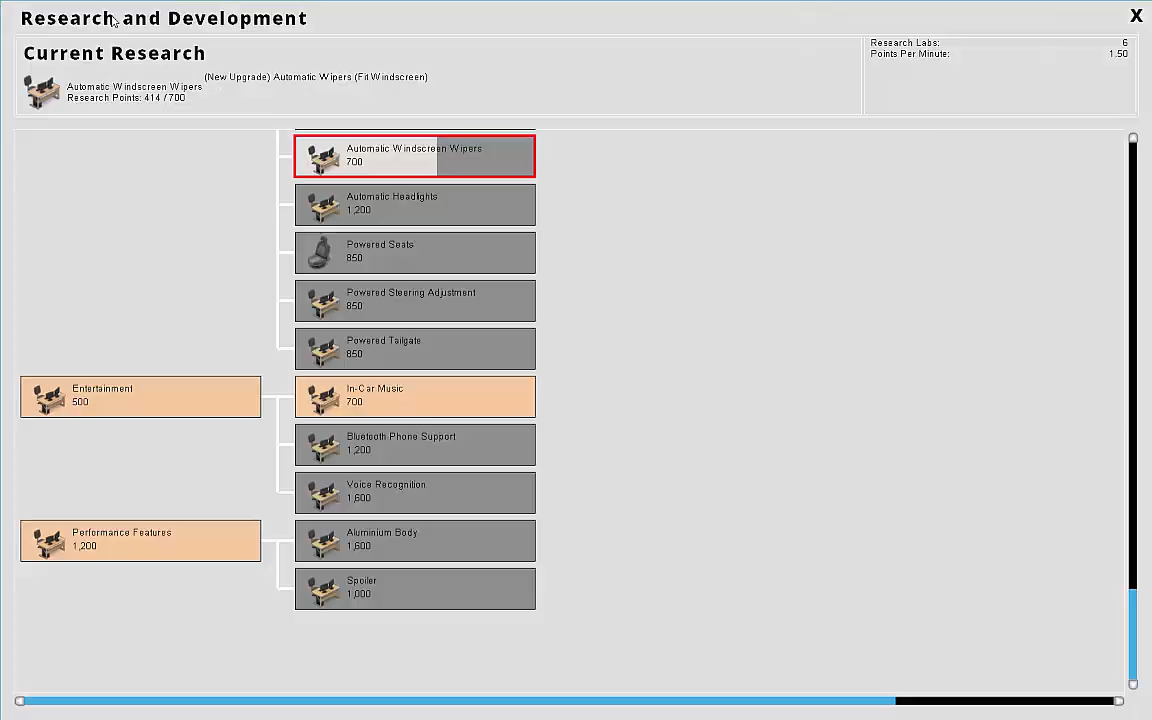 Research and Development
X
Current Research
(New Upgrade) Automatic Wipers (Fit Windscreen)
Automatic Windscreen Wipers
Research Points: 414 / 700
Research Labs: 6
Points Per Minute: 1.50
Automatic Windscreen Wipers
700
Automatic Headlights
1,200
Powered Seats
850
Powered Steering Adjustment
850
Powered Tailgate
850
Entertainment
500
In-Car Music
700
Bluetooth Phone Support
1,200
Voice Recognition
1,600
Performance Features
1,200
Aluminium Body
1,600
Spoiler
1,000